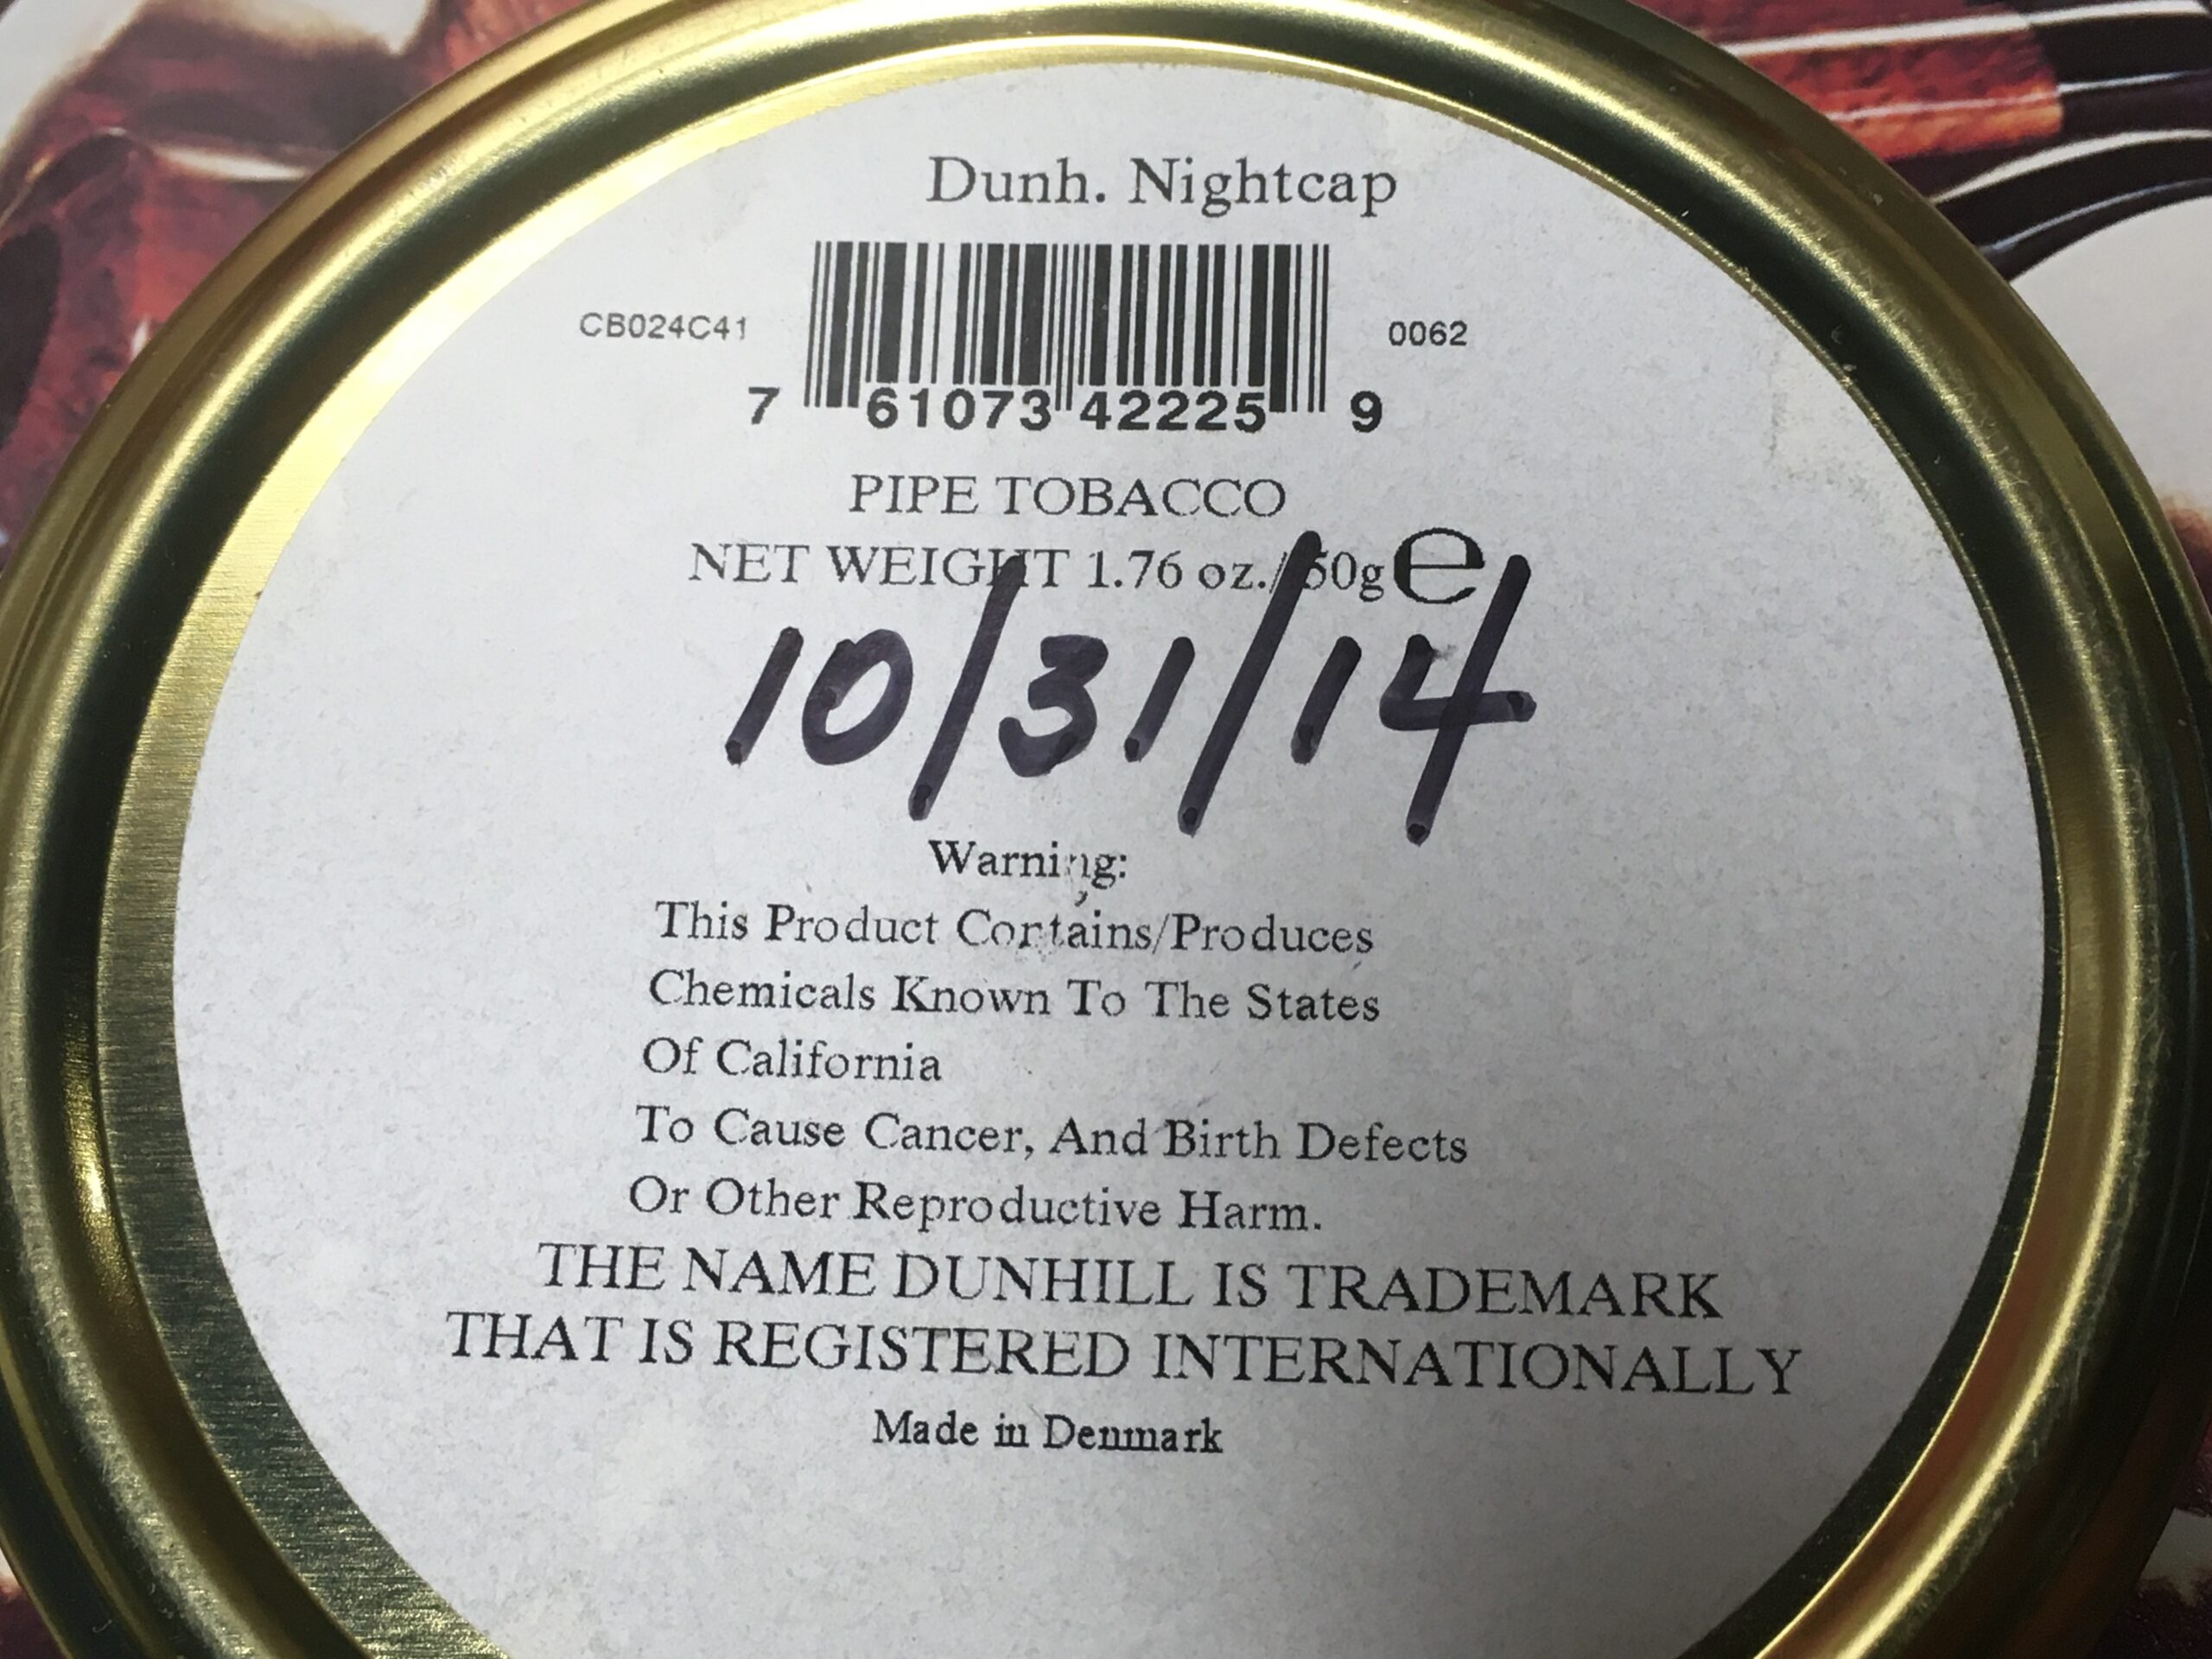 Dunh. Nightcap
CB024C41 0062
7 61073 42225 9
PIPE TOBACCO
NET WEIGHT 1.76 oz./50g℮
10/31/14
Warning:
This Product Contains/Produces
Chemicals Known To The States
Of California
To Cause Cancer, And Birth Defects
Or Other Reproductive Harm.
THE NAME DUNHILL IS TRADEMARK
THAT IS REGISTERED INTERNATIONALLY
Made in Denmark